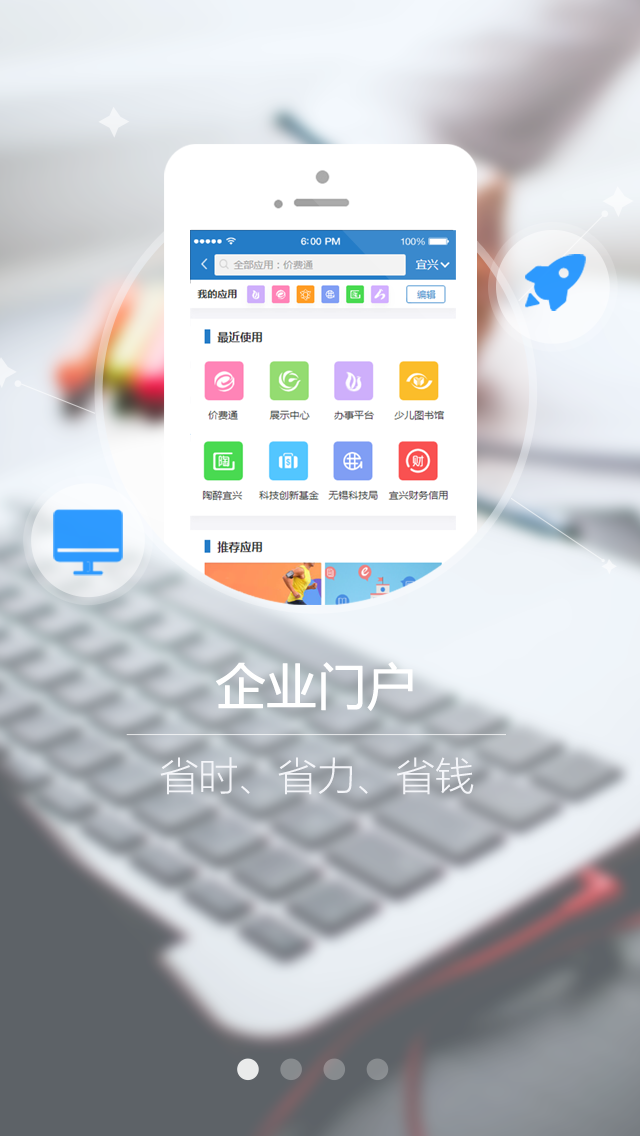 6:00 PM 100%
全部应用：价费通 宜兴
我的应用 编辑
最近使用
价费通 展示中心 办事平台 少儿图书馆
陶 财
陶醉宜兴 科技创新基金 无锡科技局 宜兴财务信用
推荐应用
企业门户
省时、省力、省钱